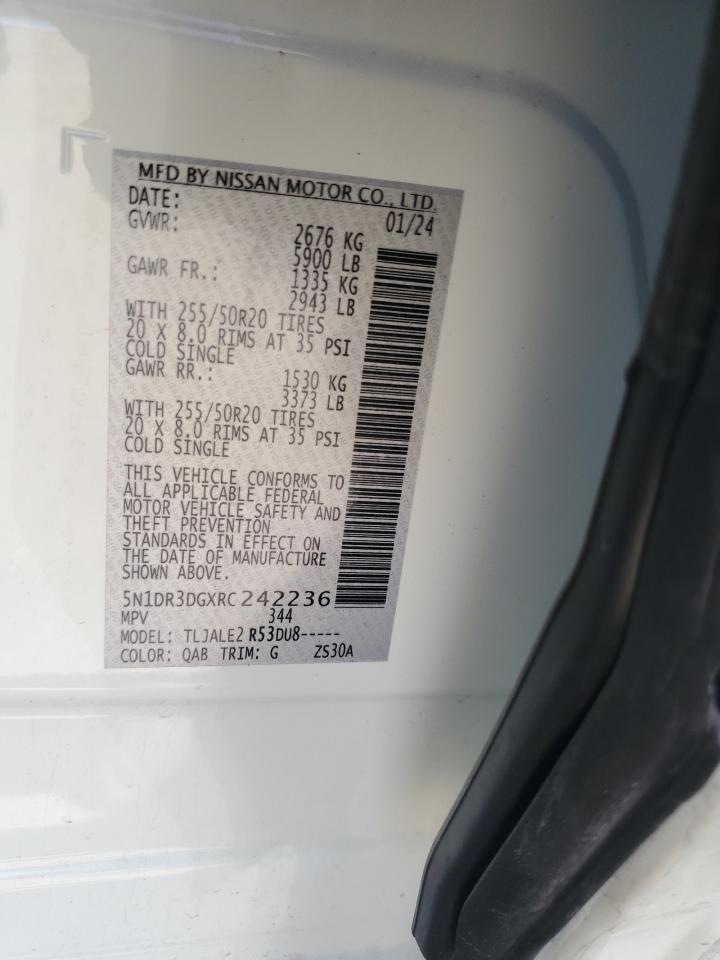 MFD BY NISSAN MOTOR CO., LTD.
DATE: 01/24
GVWR: 2676 KG
5900 LB
GAWR FR.: 1335 KG
2943 LB
WITH 255/50R20 TIRES
20 X 8.0 RIMS AT 35 PSI
COLD SINGLE
GAWR RR.: 1530 KG
3373 LB
WITH 255/50R20 TIRES
20 X 8.0 RIMS AT 35 PSI
COLD SINGLE
THIS VEHICLE CONFORMS TO
ALL APPLICABLE FEDERAL
MOTOR VEHICLE SAFETY AND
THEFT PREVENTION
STANDARDS IN EFFECT ON
THE DATE OF MANUFACTURE
SHOWN ABOVE.
5N1DR3DGXRC242236
MPV 344
MODEL: TLJALE2 R53DU8-----
COLOR: QAB TRIM: G ZS30A